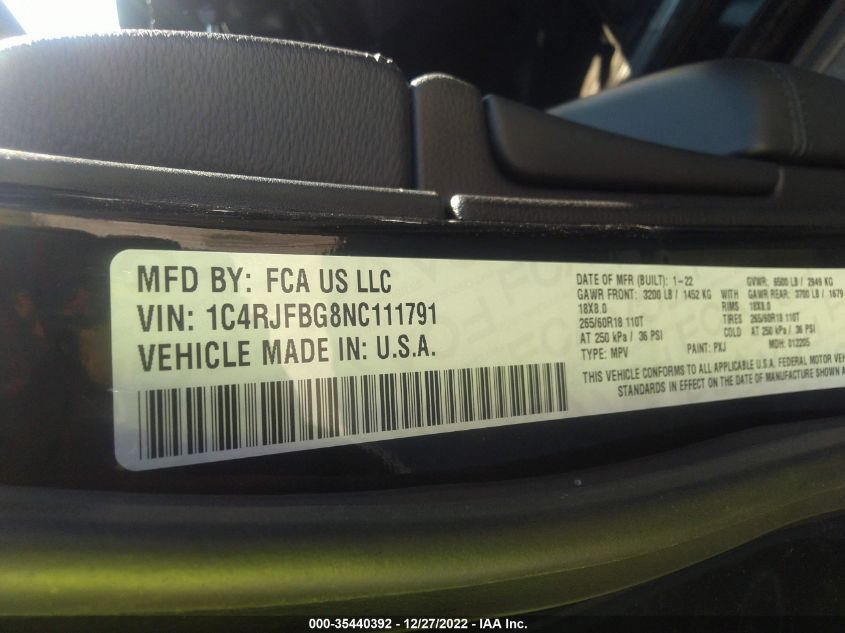 MFD BY: FCA US LLC
VIN: 1C4RJFBG8NC111791
VEHICLE MADE IN: U.S.A.
DATE OF MFR (BUILT): 1-22 GVWR: 6500 LB / 2949 KG
GAWR FRONT: 3200 LB / 1452 KG WITH GAWR REAR: 3700 LB / 1679
18X8.0 RIMS 18X8.0
265/60R18 110T TIRES 265/60R18 110T
AT 250 kPa / 36 PSI COLD AT 250 kPa / 36 PSI
TYPE: MPV PAINT: PXJ MDH: 012205
THIS VEHICLE CONFORMS TO ALL APPLICABLE U.S.A. FEDERAL MOTOR VEH
STANDARDS IN EFFECT ON THE DATE OF MANUFACTURE SHOWN A
000-35440392 - 12/27/2022 - IAA Inc.